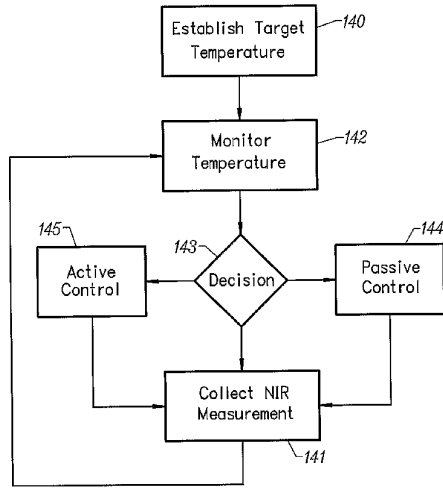 Establish Target
Temperature
140
Monitor
Temperature
142
145
143
144
Active
Control
Decision
Passive
Control
Collect NIR
Measurement
141